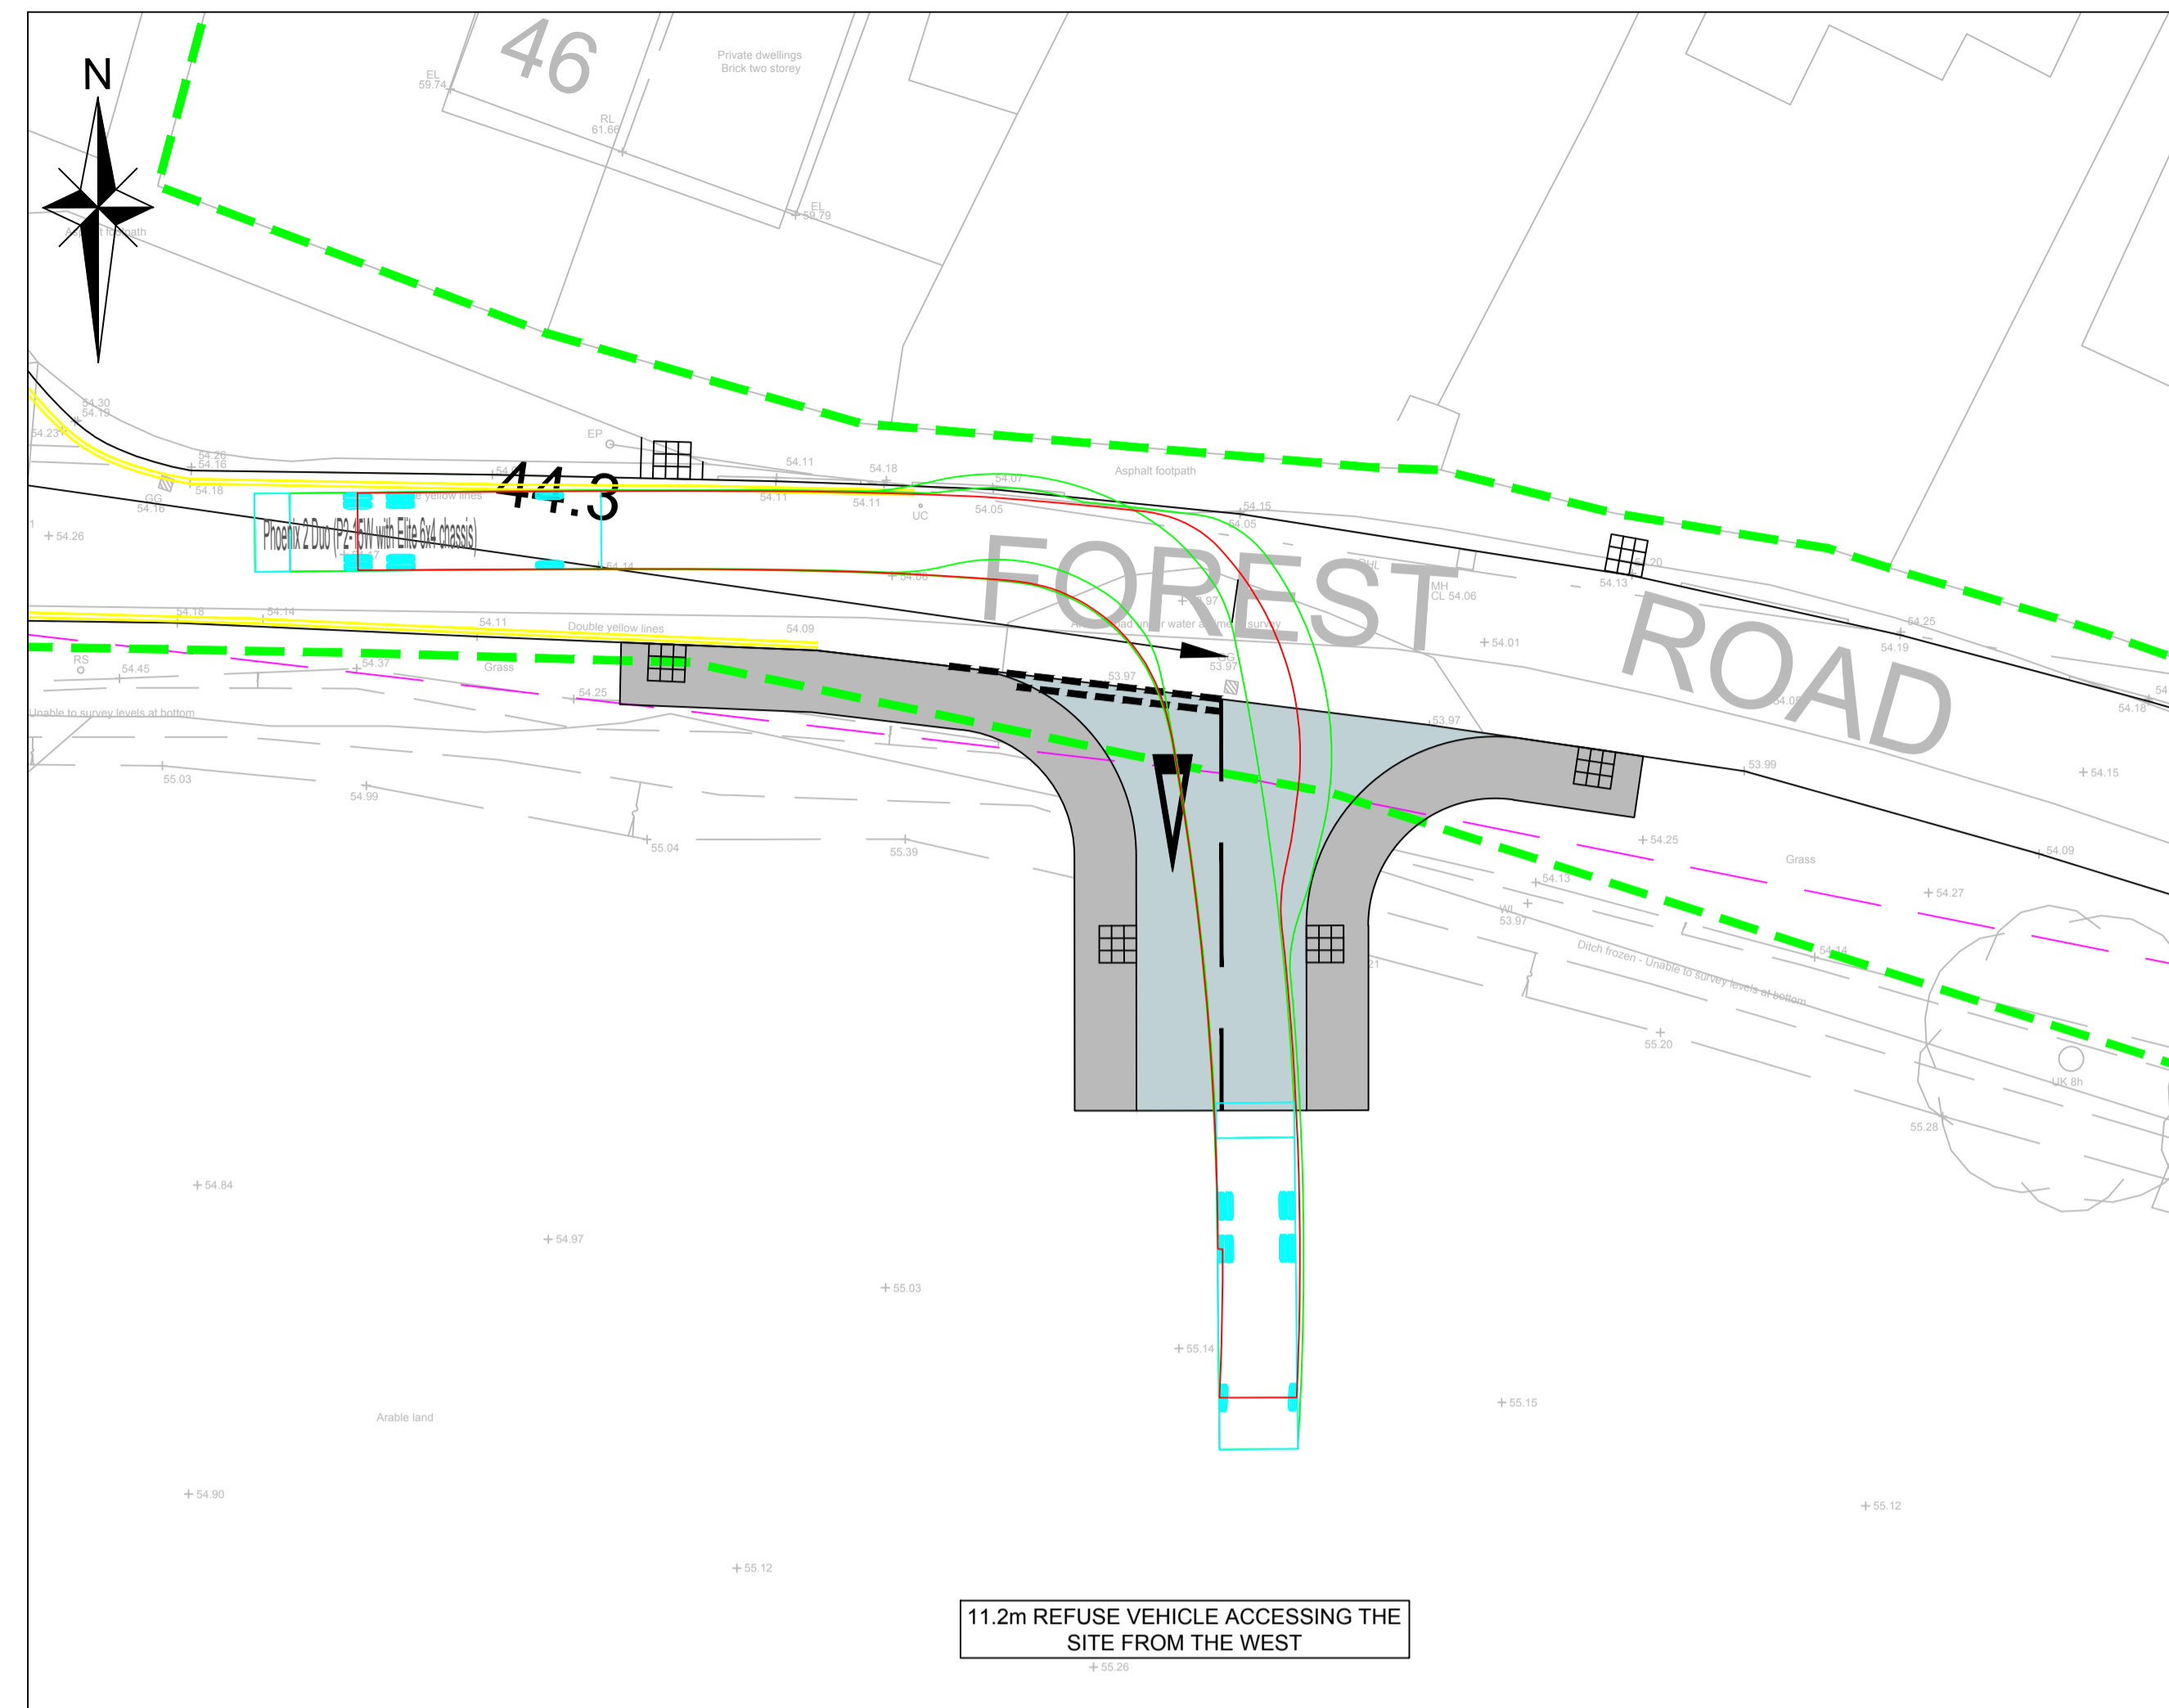 N
46
Private dwellings
Brick two storey
EL
59.74
RL
61.66
EL
59.79
54.30
54.19
54.23
EP
54.26
54.16
54.18
GG
54.16
54.26
54.11
54.18
54.07
Asphalt footpath
54.11
54.11
UC
54.05
54.15
54.05
44.3
Phoenix 2 Duo (P2-15W with Elite 6x4 chassis)
54.14
54.08
FOREST
ROAD
MH
CL 54.06
54.20
54.13
54.25
54.19
54.18
54.01
54.18
54.14
54.11
Double yellow lines
54.09
GG
53.97
53.97
53.97
53.99
54.15
RS
54.45
54.37
Grass
54.25
Unable to survey levels at bottom
55.03
54.99
55.04
55.39
54.25
Grass
54.09
54.13
54.27
WL
53.97
54.14
Ditch frozen - Unable to survey levels at bottom
55.20
UK 8h
55.28
54.84
54.97
55.03
55.14
55.15
Arable land
54.90
55.12
55.12
11.2m REFUSE VEHICLE ACCESSING THE
SITE FROM THE WEST
55.26